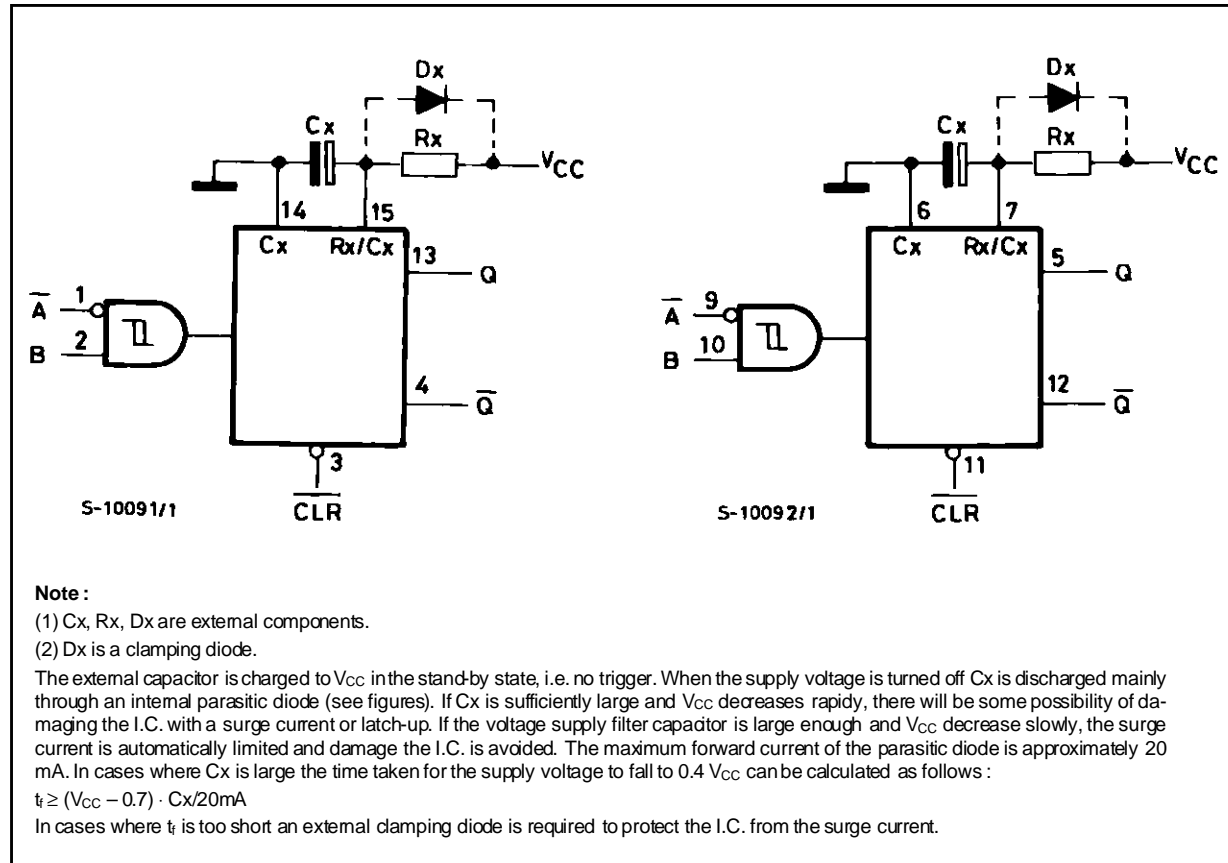 Dx
Cx
Rx
VCC
14
15
Cx
Rx/Cx
13
Q
A
1
B
2
4
Q
3
CLR
S-10091/1
Dx
Cx
Rx
VCC
6
7
Cx
Rx/Cx
5
Q
A
9
B
10
12
Q
11
CLR
S-10092/1
Note :
(1) Cx, Rx, Dx are external components.
(2) Dx is a clamping diode.
The external capacitor is charged to VCC in the stand-by state, i.e. no trigger. When the supply voltage is turned off Cx is discharged mainly
through an internal parasitic diode (see figures). If Cx is sufficiently large and VCC decreases rapidly, there will be some possibility of da-
maging the I.C. with a surge current or latch-up. If the voltage supply filter capacitor is large enough and VCC decrease slowly, the surge
current is automatically limited and damage the I.C. is avoided. The maximum forward current of the parasitic diode is approximately 20
mA. In cases where Cx is large the time taken for the supply voltage to fall to 0.4 VCC can be calculated as follows :
tf ≥ (VCC – 0.7) · Cx/20mA
In cases where tf is too short an external clamping diode is required to protect the I.C. from the surge current.